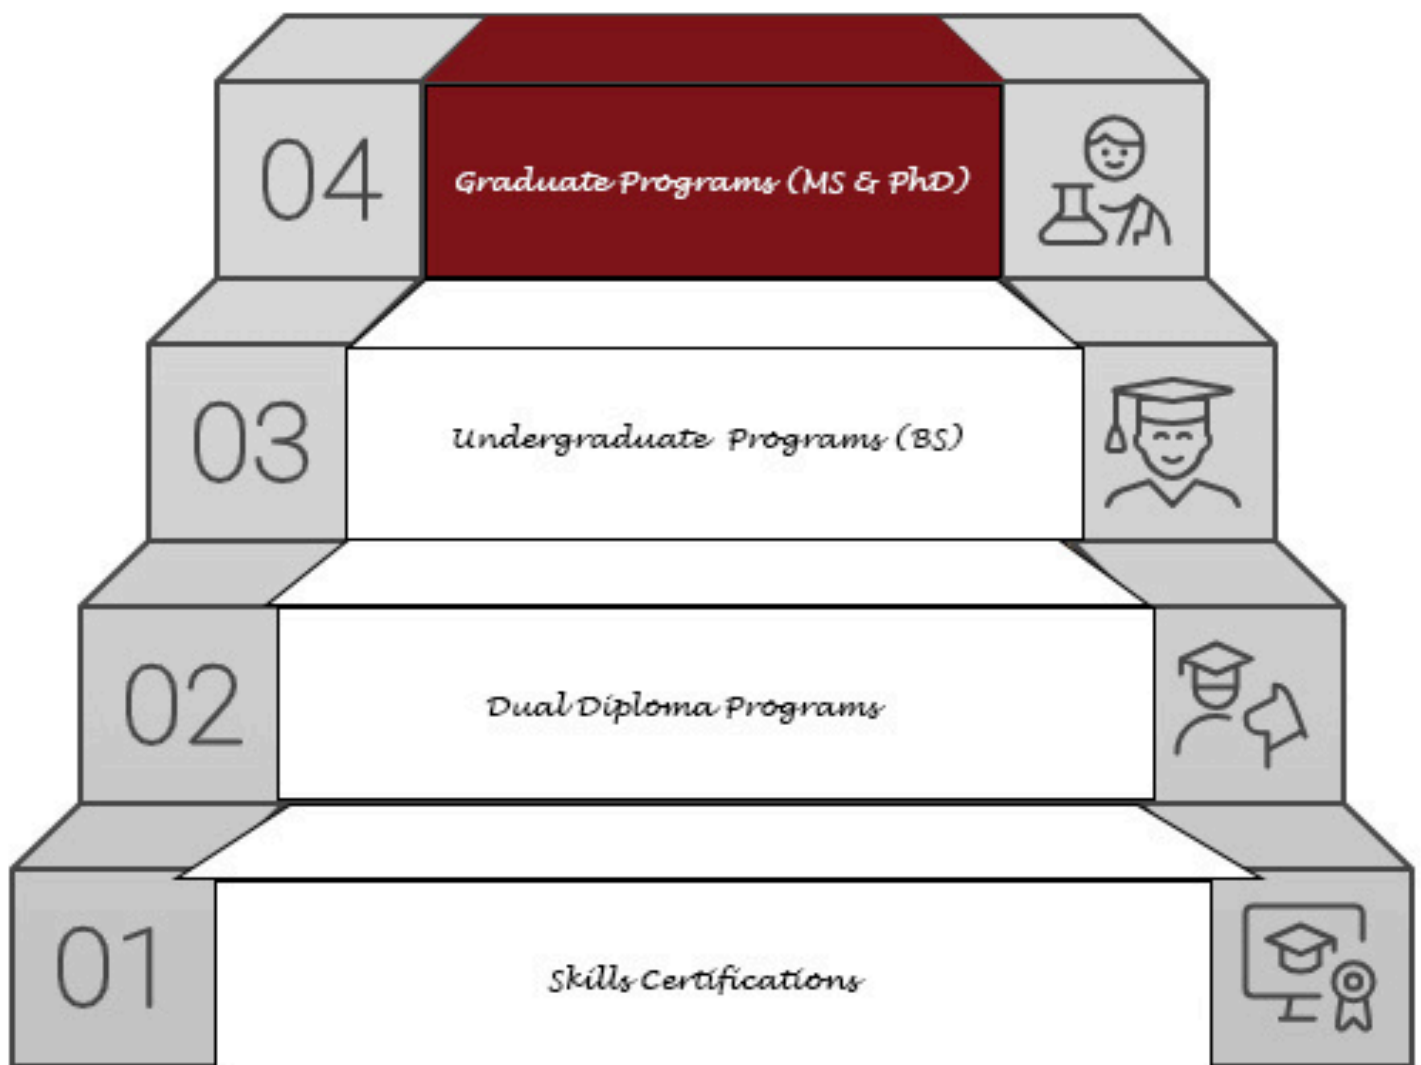 04
Graduate Programs (MS & PhD)
03
Undergraduate Programs (BS)
02
Dual Diploma Programs
01
Skills Certifications